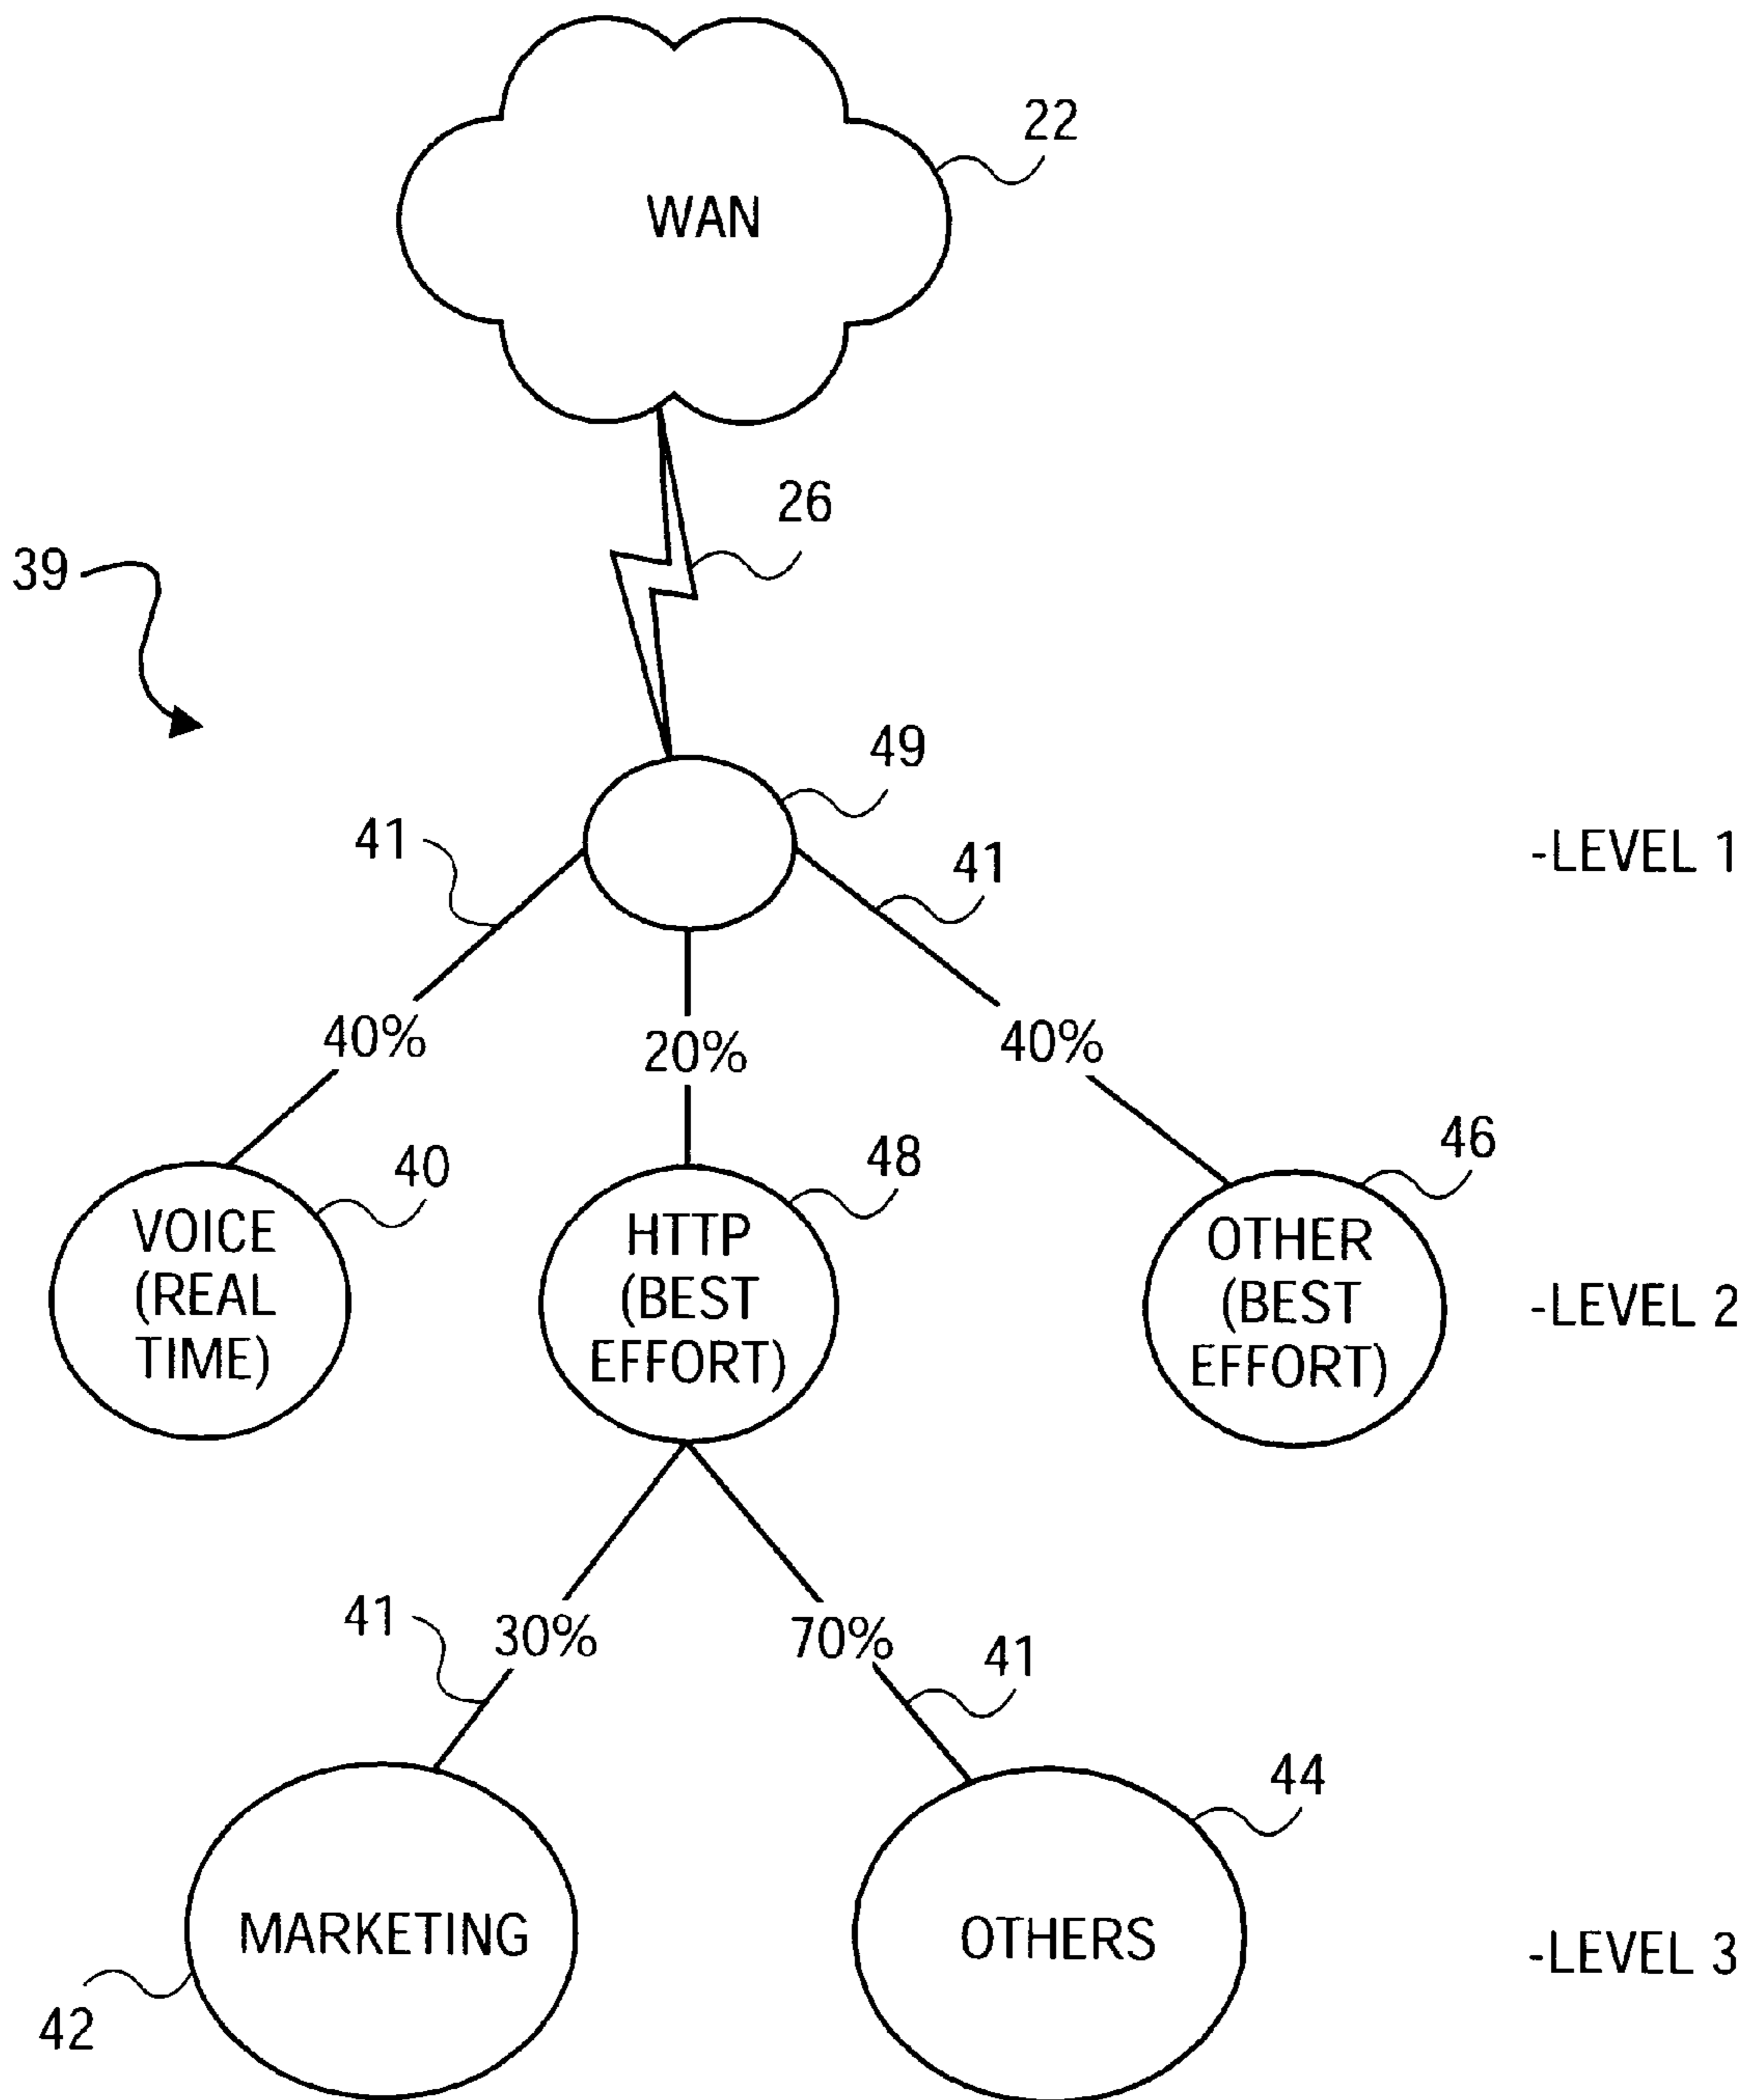 22
WAN
26
39
49
41
41
-LEVEL 1
40%
20%
40%
40
48
46
VOICE
(REAL
TIME)
HTTP
(BEST
EFFORT)
OTHER
(BEST
EFFORT)
-LEVEL 2
41
30%
70%
41
44
MARKETING
OTHERS
-LEVEL 3
42